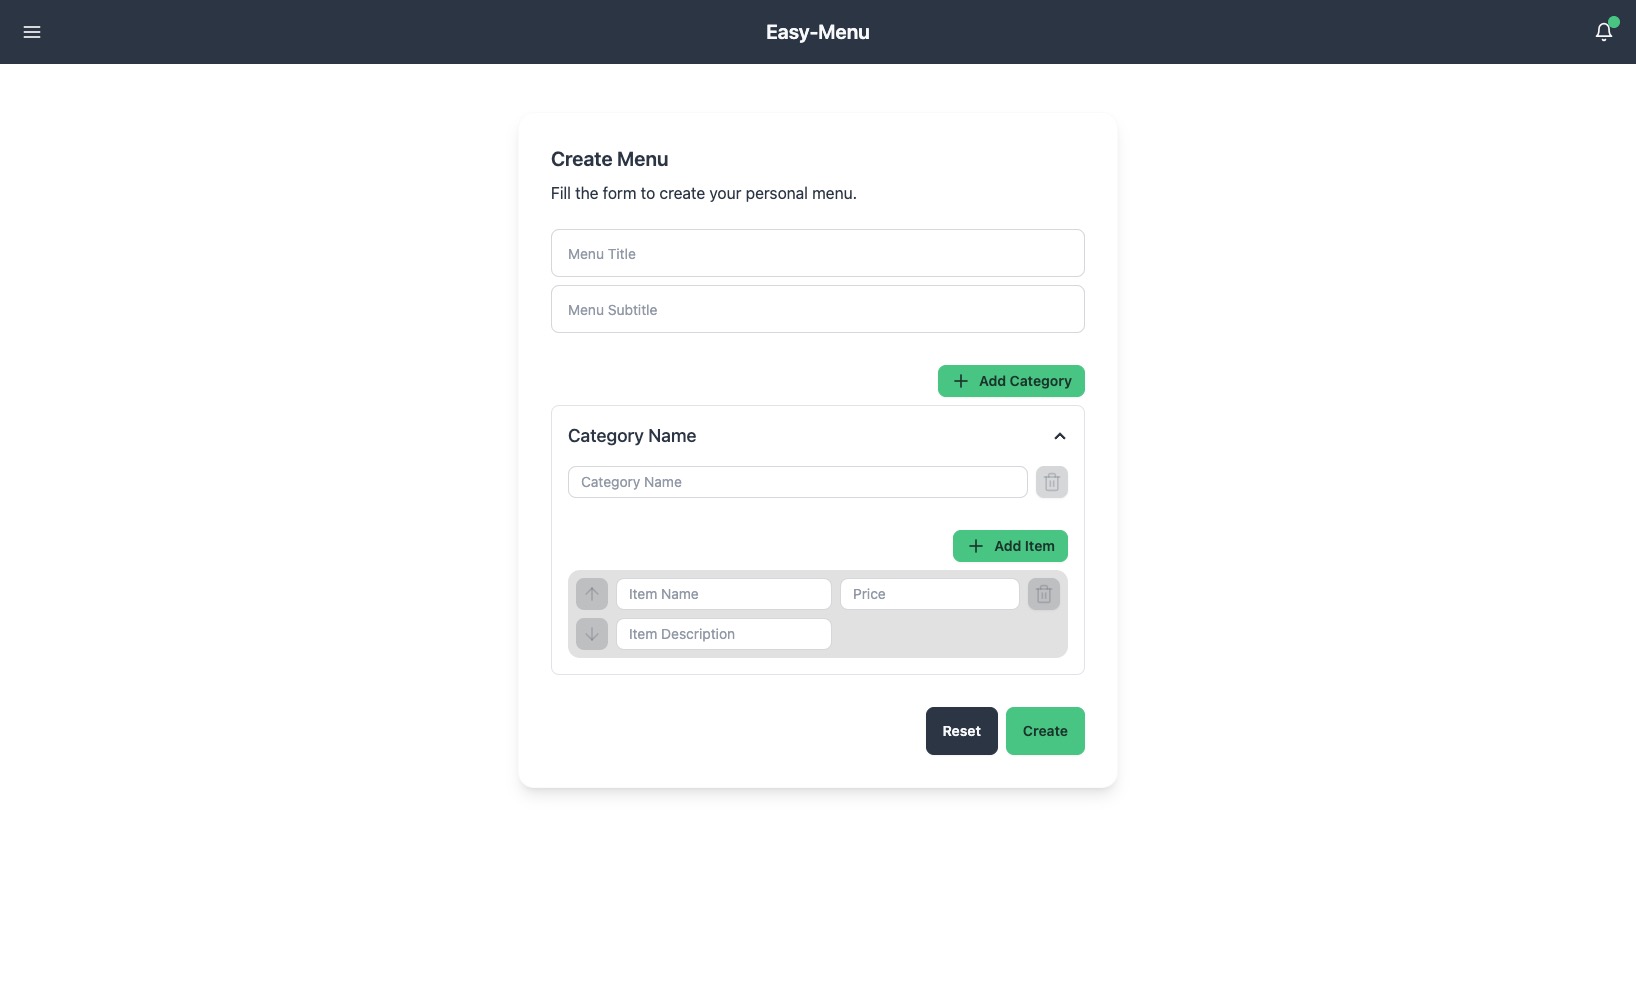 Easy-Menu
Create Menu
Fill the form to create your personal menu.
Menu Title
Menu Subtitle
Add Category
Category Name
Category Name
Add Item
Item Name
Price
Item Description
Reset
Create